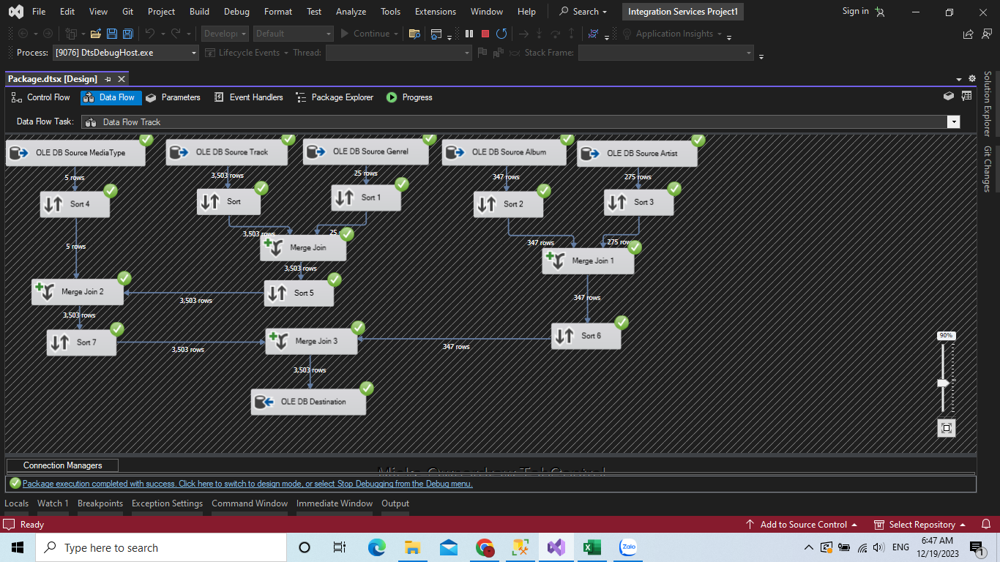 File Edit View Git Project Build Debug Format Test Analyze Tools Extensions Window Help Search Integration Services Project1 Sign in
Develop Default Continue Application Insights
Process: [9076] DtsDebugHost.exe Lifecycle Events Thread: Stack Frame:
Package.dtsx [Design]
Control Flow Data Flow Parameters Event Handlers Package Explorer Progress
Data Flow Task: Data Flow Track
OLE DB Source MediaType OLE DB Source Track OLE DB Source Genrel OLE DB Source Album OLE DB Source Artist
5 rows 3,503 rows 25 rows 347 rows 275 rows
Sort 4 Sort Sort 1 Sort 2 Sort 3
5 rows 3,503 rows 25 347 rows 275 rows
Merge Join Merge Join 1
3,503 rows
Merge Join 2 3,503 rows Sort 5 347 rows
3,503 rows
Sort 7 3,503 rows Merge Join 3 347 rows Sort 6
3,503 rows
OLE DB Destination
90%
Solution Explorer
Git Changes
Connection Managers
Package execution completed with success. Click here to switch to design mode, or select Stop Debugging from the Debug menu.
Locals Watch 1 Breakpoints Exception Settings Command Window Immediate Window Output
Ready Add to Source Control Select Repository
Type here to search Zalo ENG 6:47 AM
12/19/2023 1